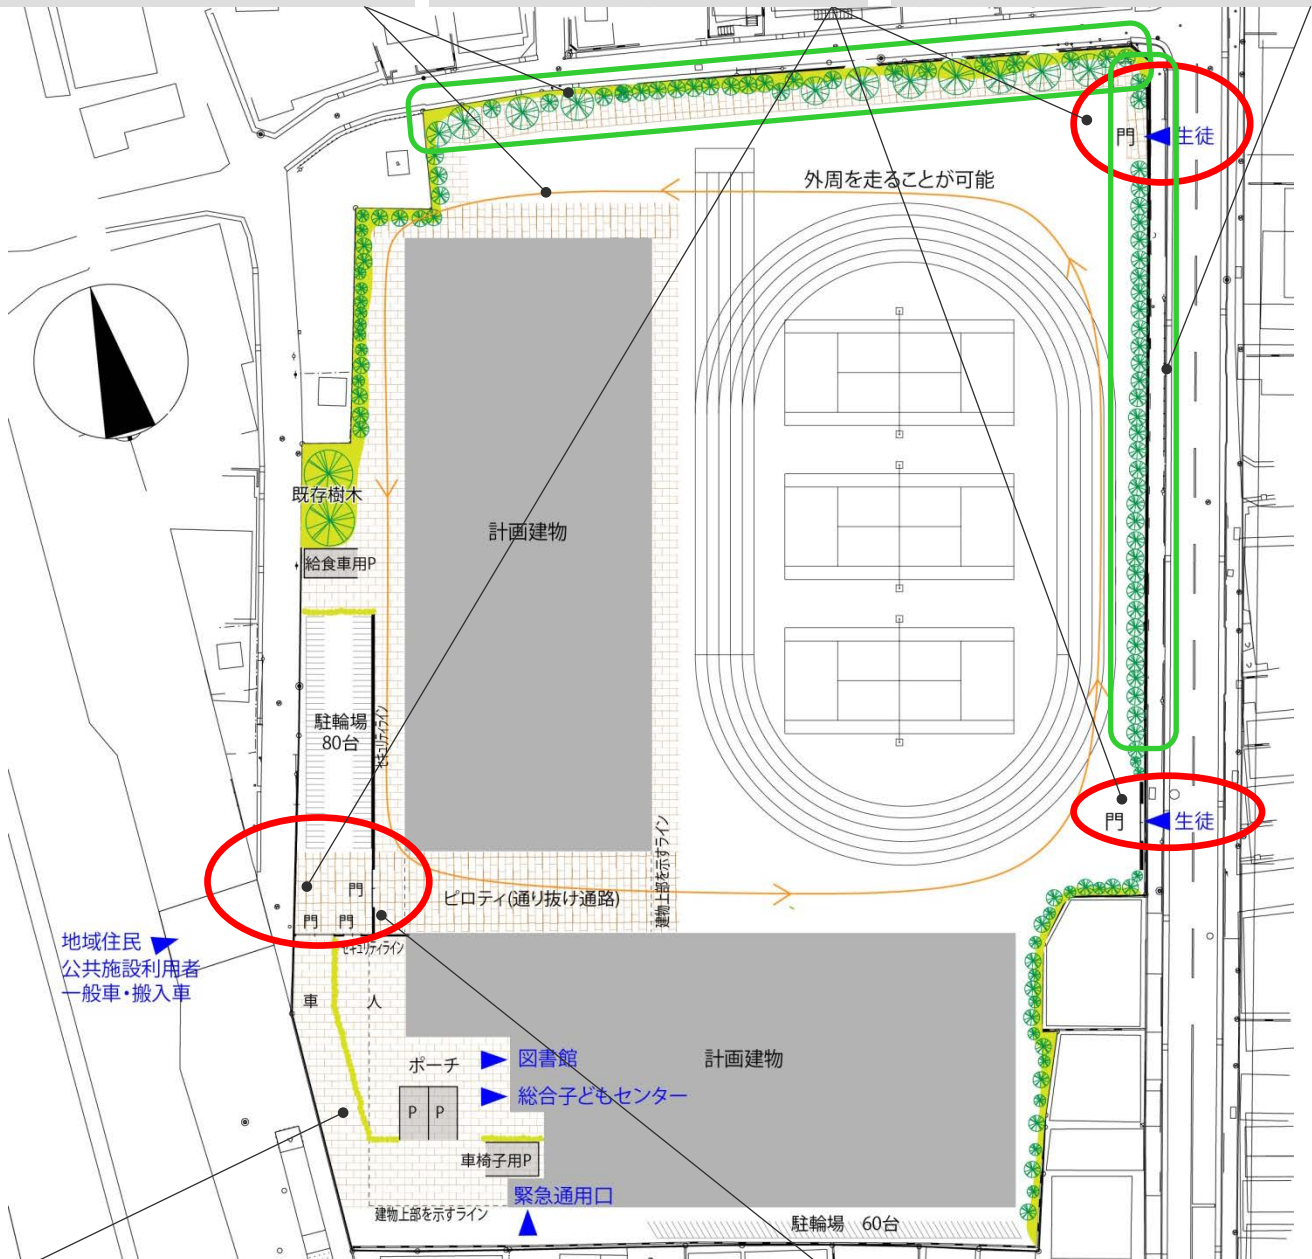 門
生徒
外周を走ることが可能
既存樹木
計画建物
給食車用P
駐輪場
80台
セキュリティライン
建物上部を示すライン
門
生徒
門
門
門
ピロティ(通り抜け通路)
セキュリティライン
地域住民
公共施設利用者
一般車・搬入車
車
人
ポーチ
図書館
計画建物
総合子どもセンター
P
P
車椅子用P
緊急通用口
建物上部を示すライン
駐輪場 60台